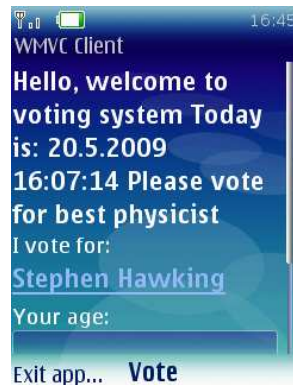 16:45
WMVC Client
Hello, welcome to
voting system Today
is: 20.5.2009
16:07:14 Please vote
for best physicist
I vote for:
Stephen Hawking
Your age:
Exit app... Vote